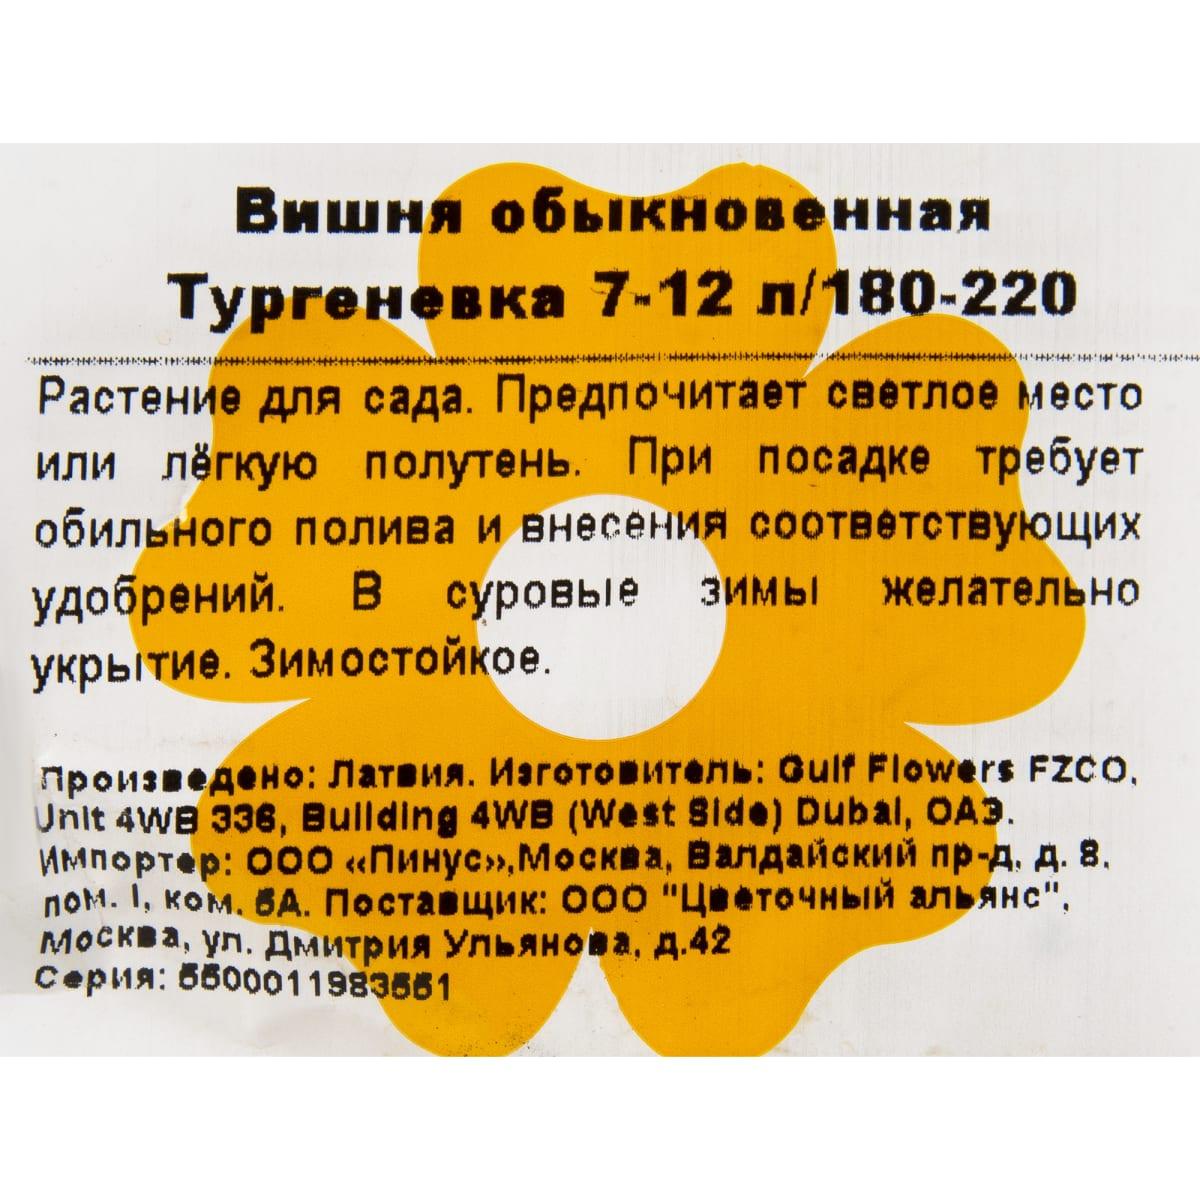 Вишня обыкновенная
Тургеневка 7-12 л/180-220
Растение для сада. Предпочитает светлое место
или лёгкую полутень. При посадке требует
обильного полива и внесения соответствующих
удобрений. В суровые зимы желательно
укрытие. Зимостойкое.
Произведено: Латвия. Изготовитель: Gulf Flowers FZCO,
Unit 4WB 336, Building 4WB (West Side) Dubai, ОАЭ.
Импортер: ООО «Пинус»,Москва, Валдайский пр-д, д. 8,
пом. I, ком. 5А. Поставщик: ООО "Цветочный альянс",
Москва, ул. Дмитрия Ульянова, д.42
Серия: 5500011983551